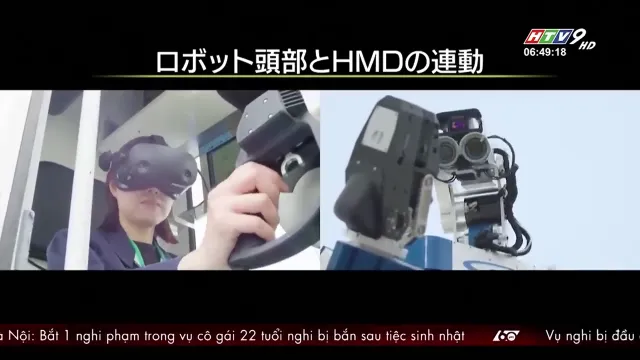 HTV9 HD
06:49:18
ロボット頭部とHMDの連動
Nội: Bắt 1 nghi phạm trong vụ cô gái 22 tuổi nghi bị bắn sau tiệc sinh nhật
Vụ nghi bị đầu